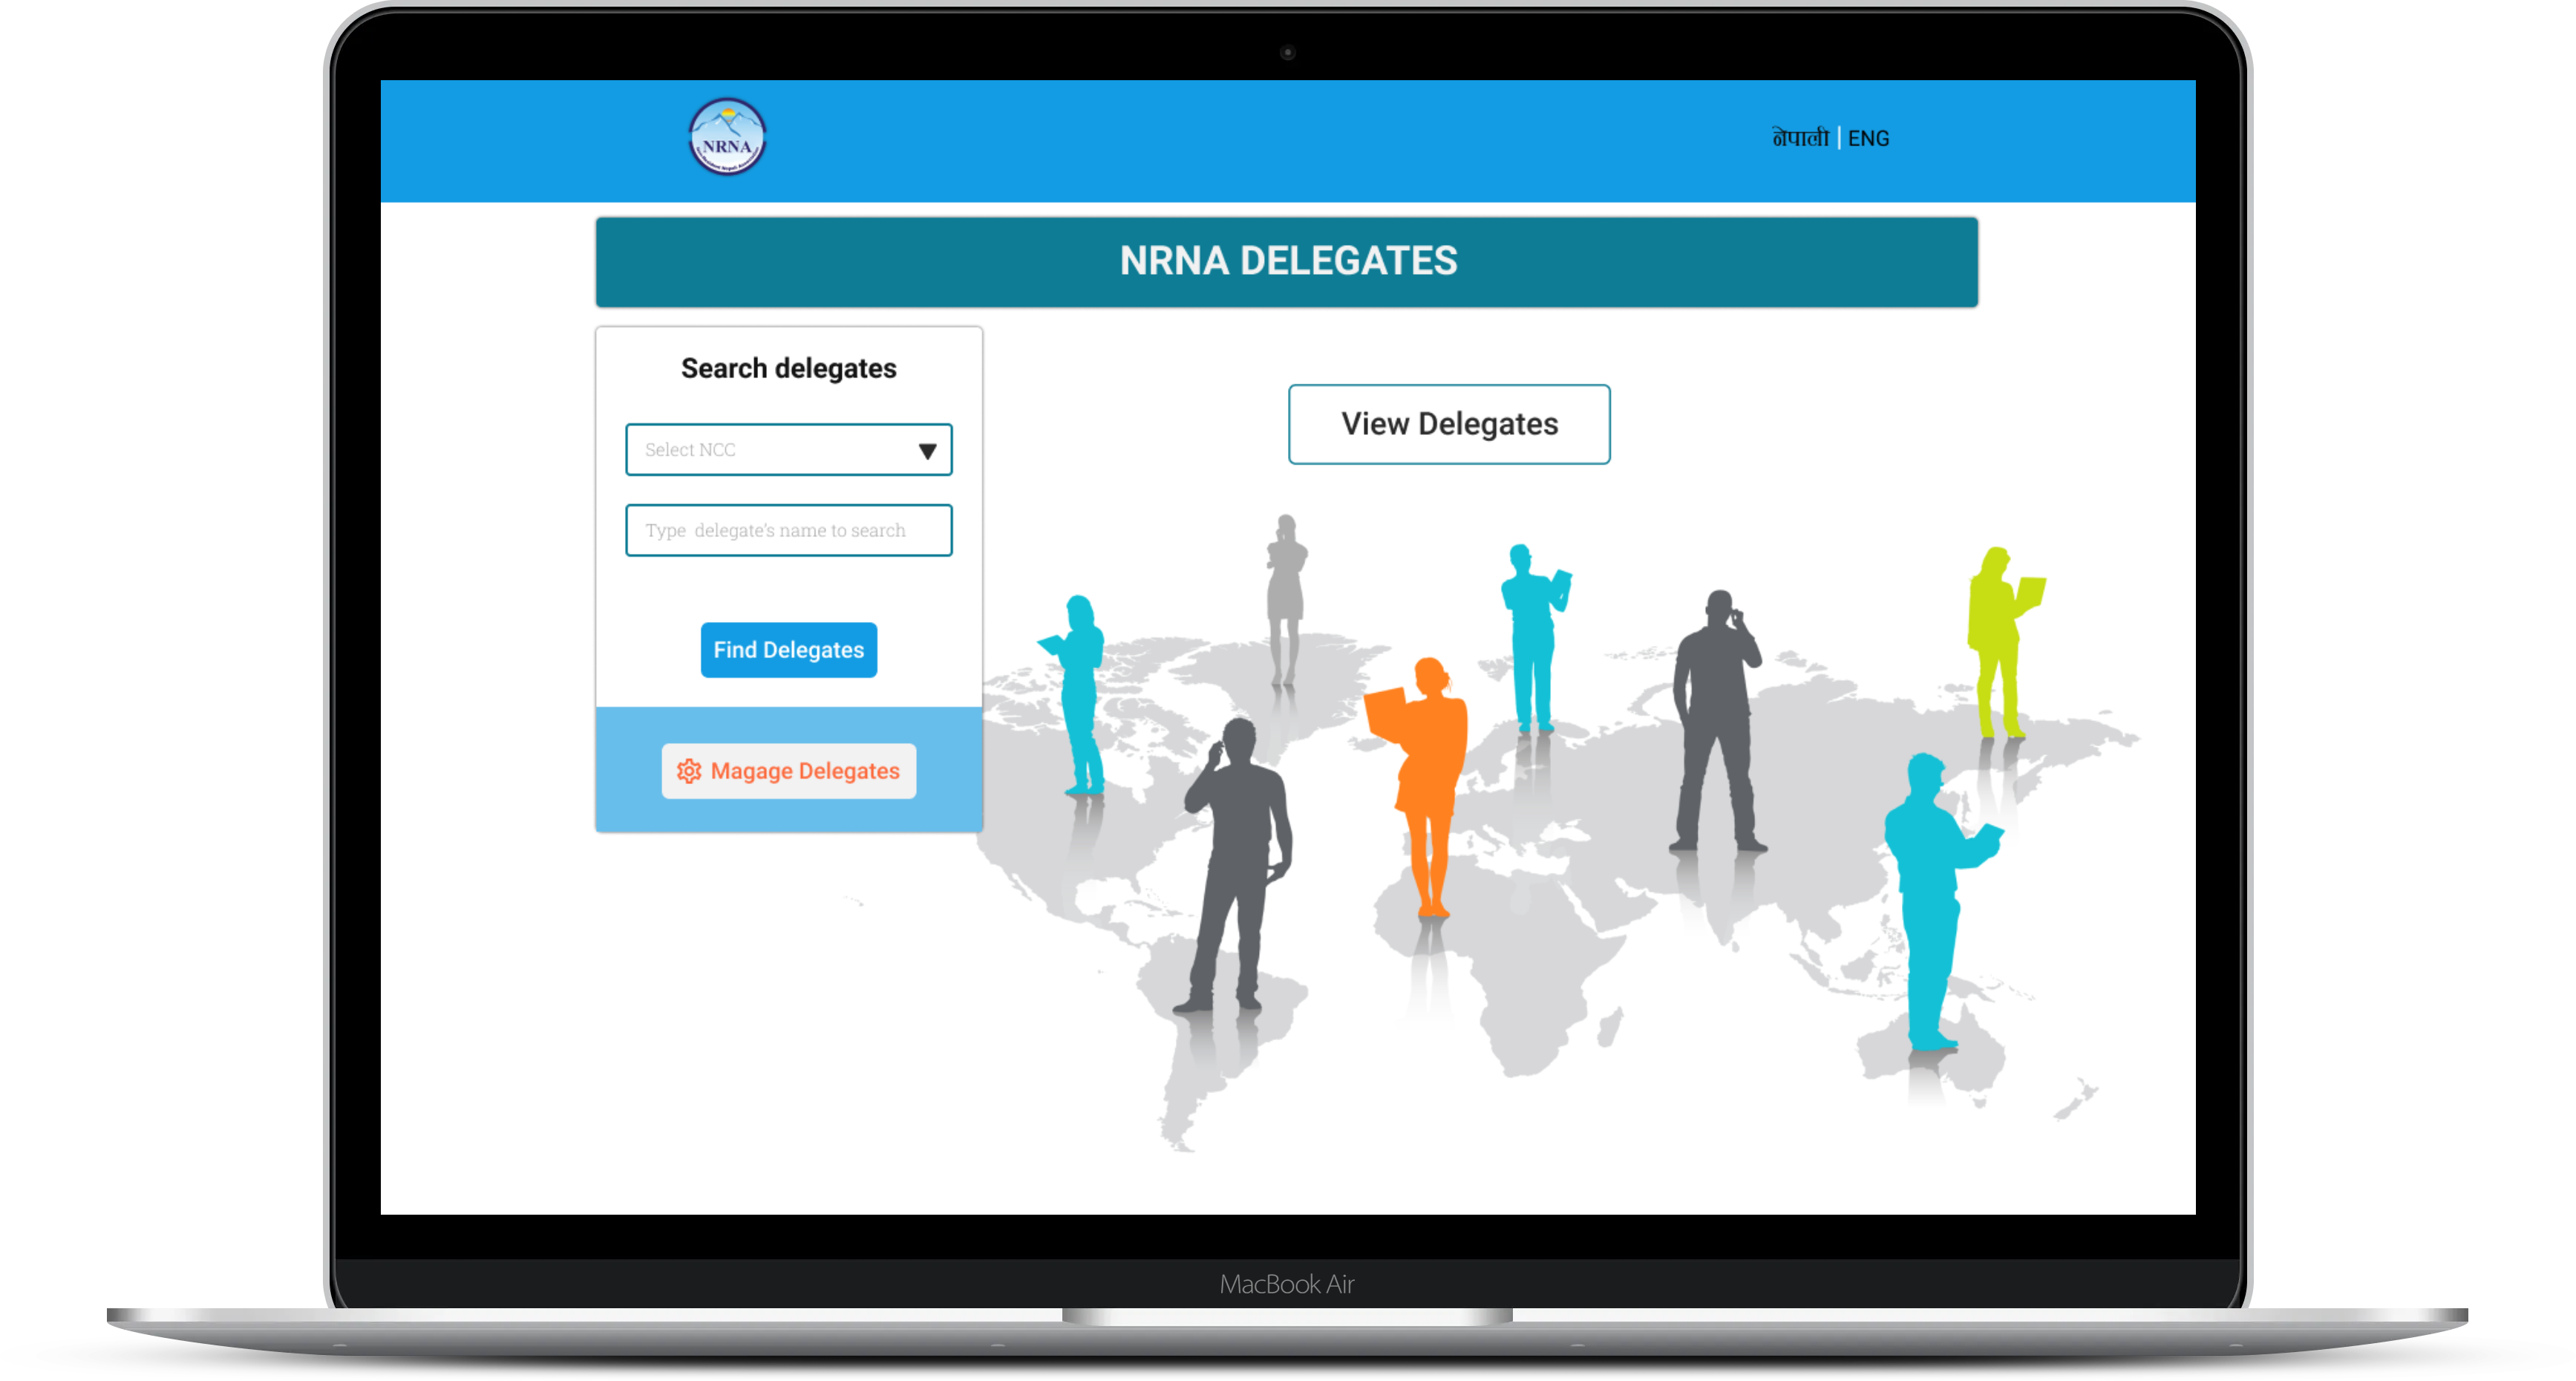 NRNA
नेपाली | ENG
NRNA DELEGATES
Search delegates
Select NCC
Type delegate's name to search
Find Delegates
Magage Delegates
View Delegates
MacBook Air